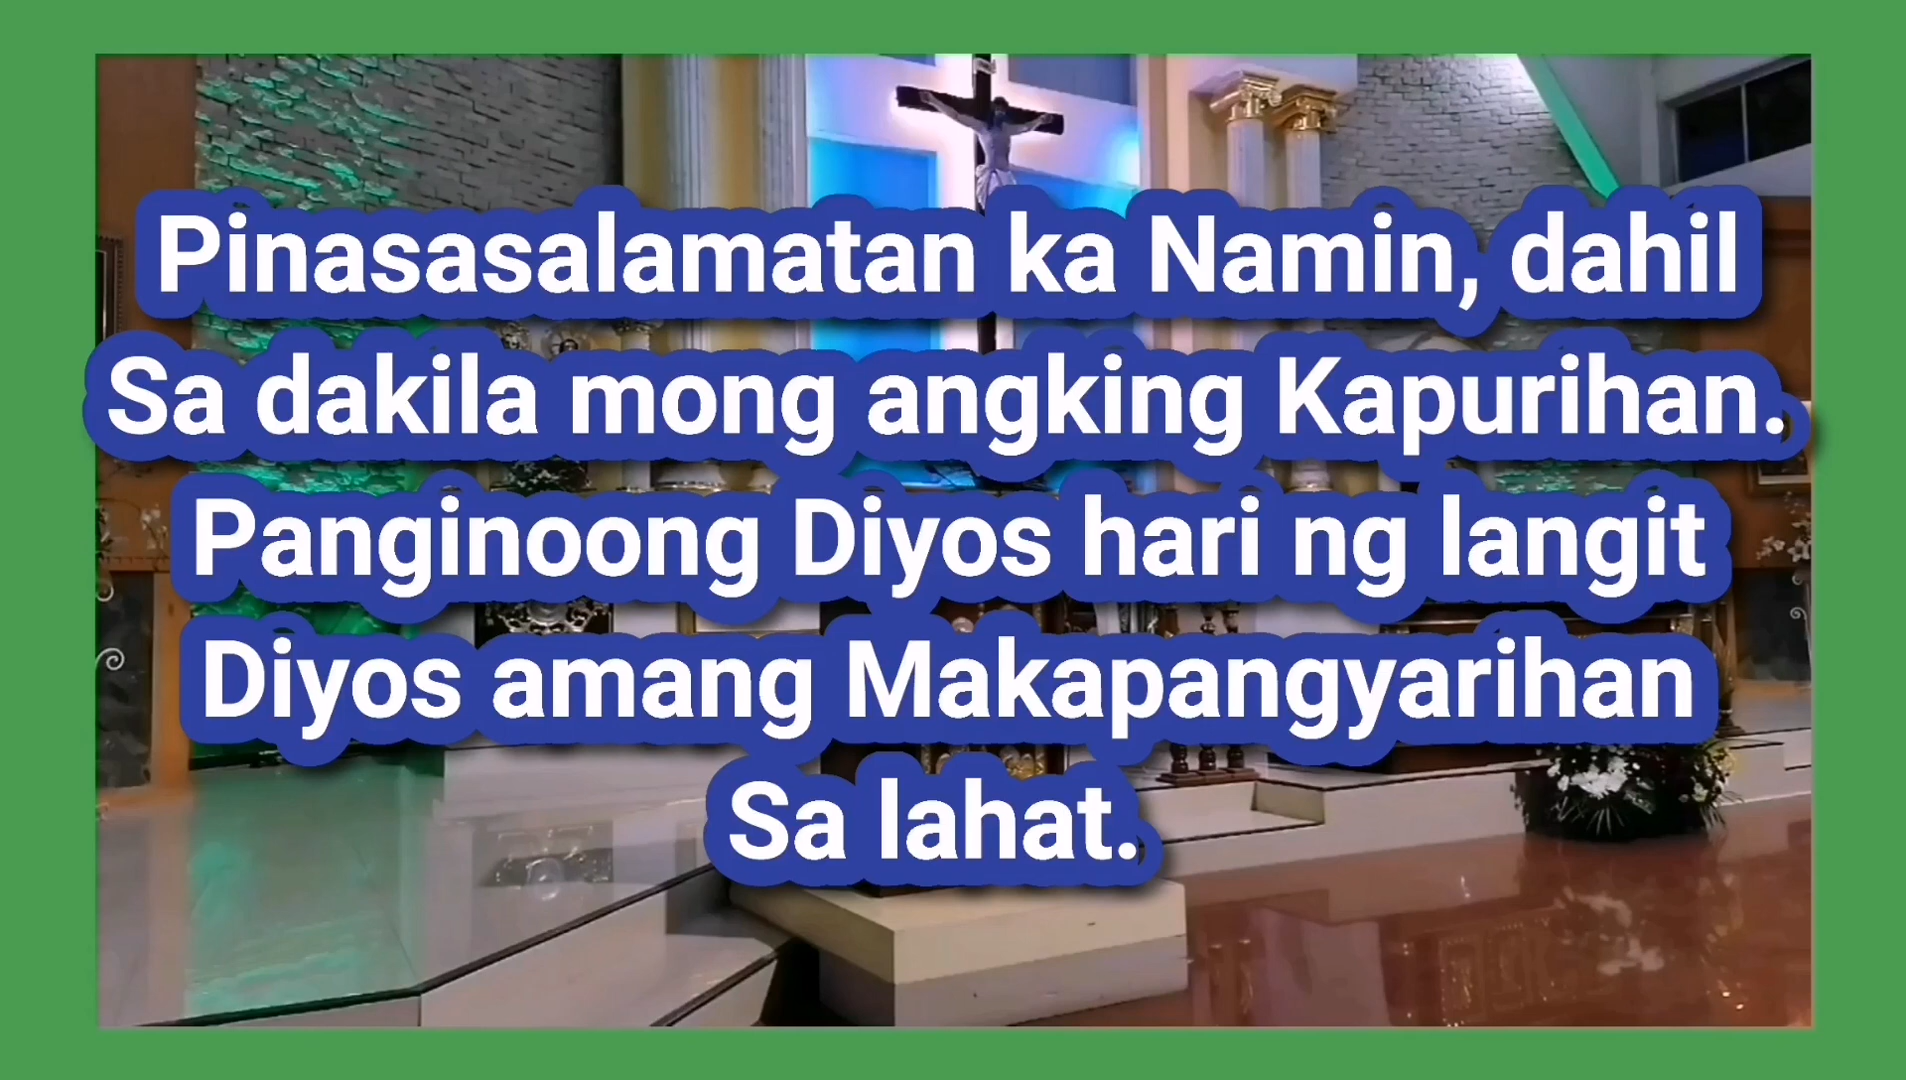 Pinasasalamatan ka Namin, dahil
Sa dakila mong angking Kapurihan.
Panginoong Diyos hari ng langit
Diyos amang Makapangyarihan
Sa lahat.